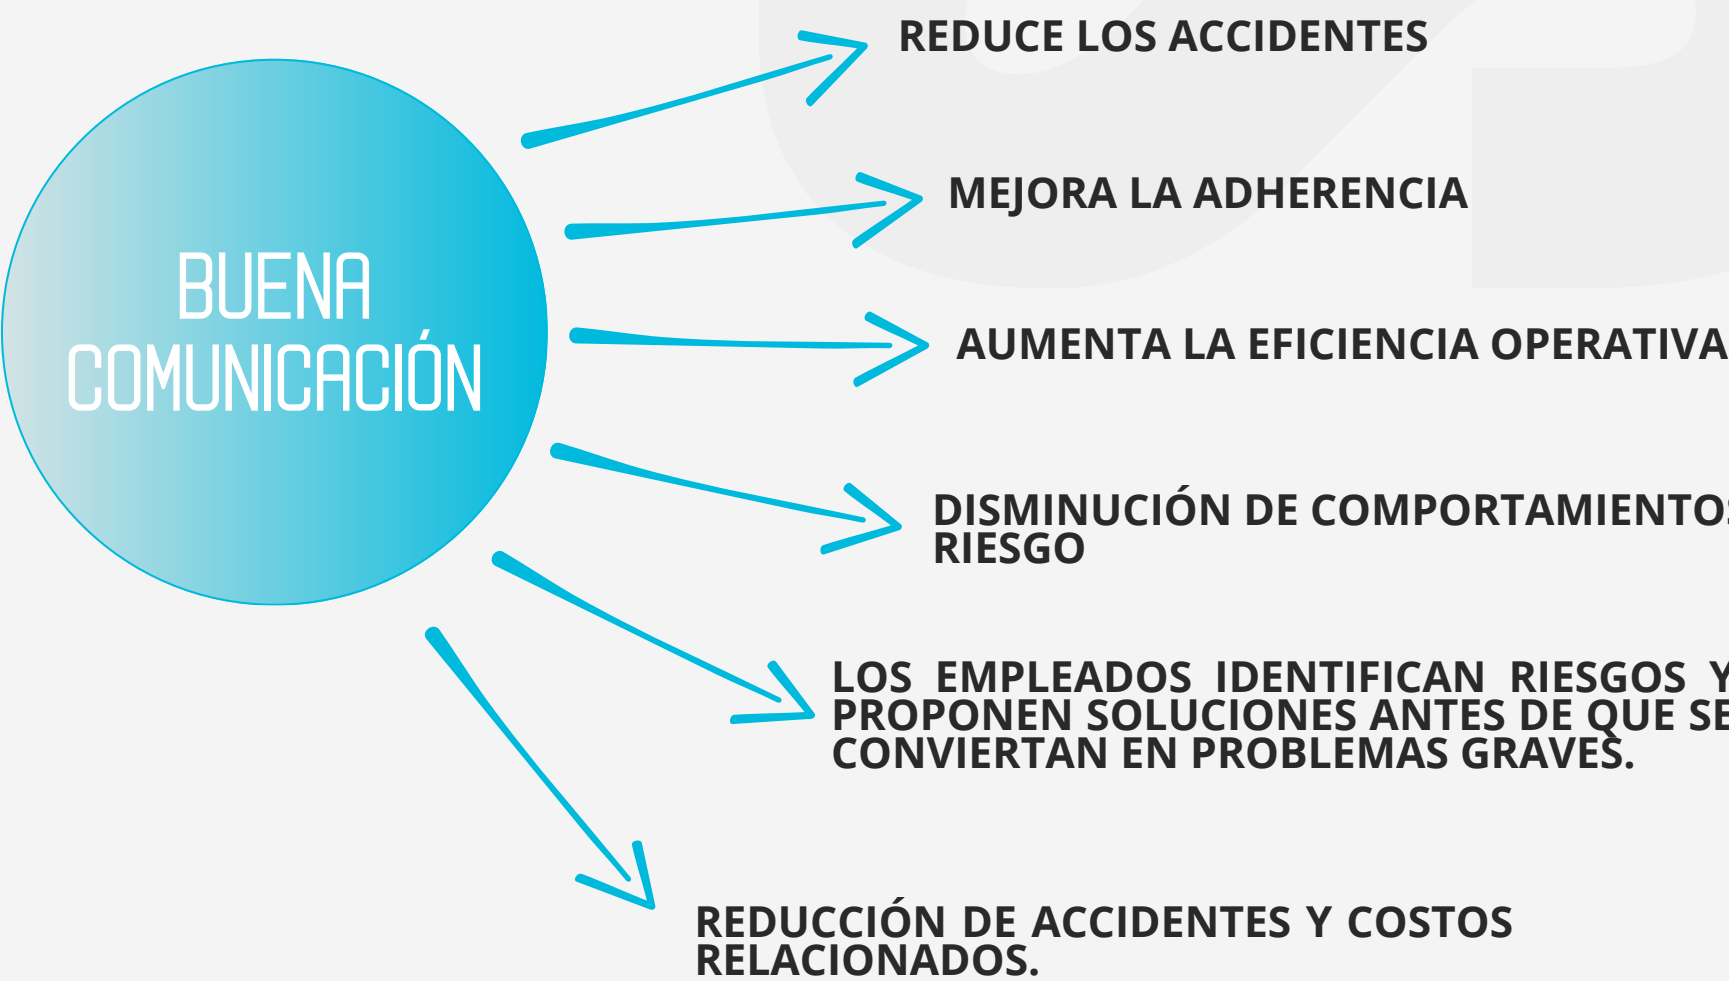 BUENA
COMUNICACIÓN
REDUCE LOS ACCIDENTES
MEJORA LA ADHERENCIA
AUMENTA LA EFICIENCIA OPERATIVA
DISMINUCIÓN DE COMPORTAMIENTOS
RIESGO
LOS EMPLEADOS IDENTIFICAN RIESGOS Y
PROPONEN SOLUCIONES ANTES DE QUE SE
CONVIERTAN EN PROBLEMAS GRAVES.
REDUCCIÓN DE ACCIDENTES Y COSTOS
RELACIONADOS.